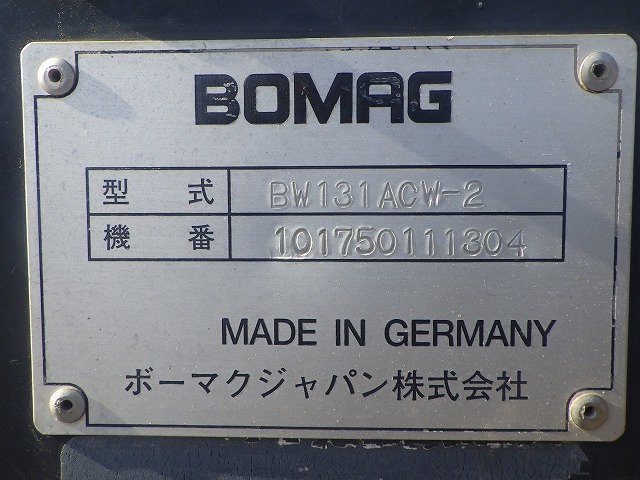 BOMAG
型 式 BW131ACW-2
機 番 101750111304
MADE IN GERMANY
ボーマクジャパン株式会社